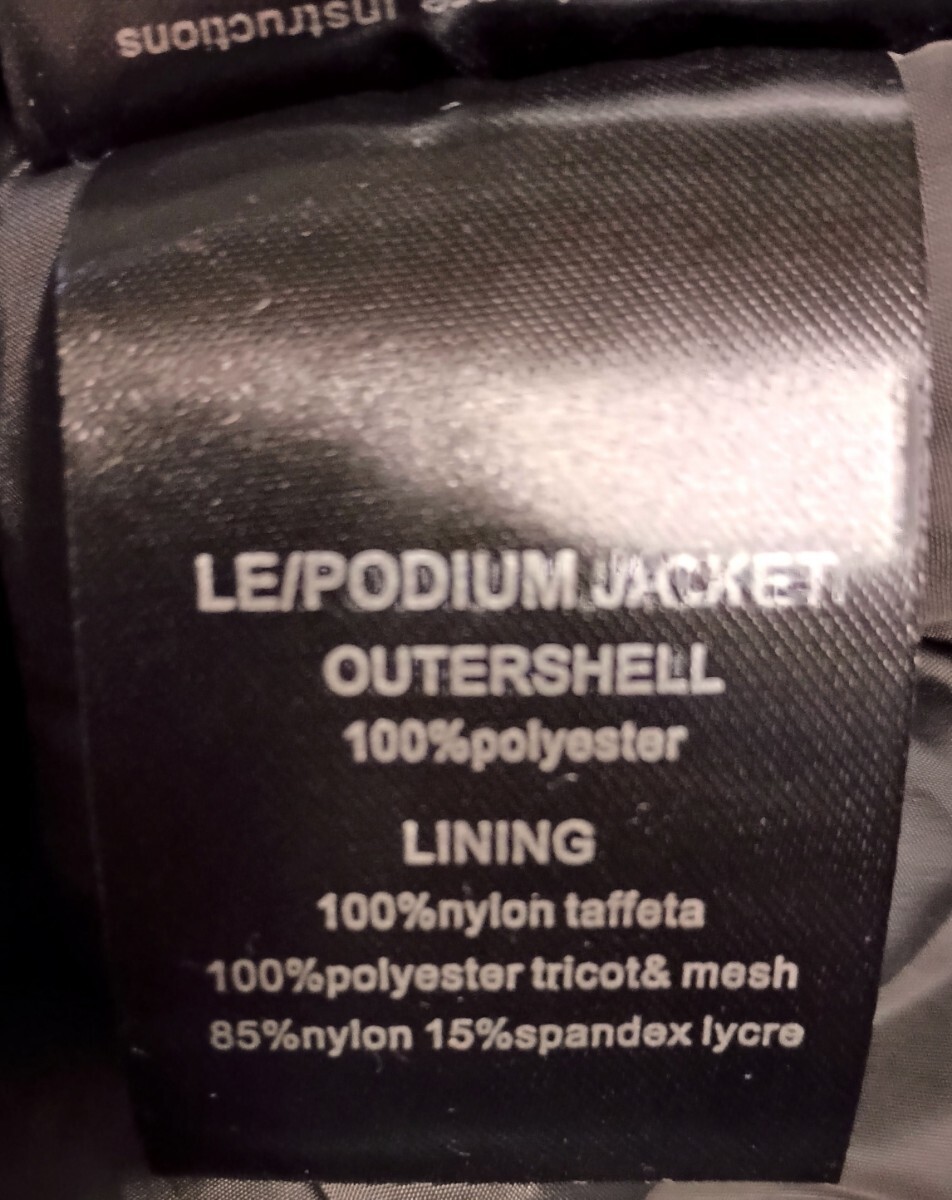 instructions
LE/PODIUM JACKET
OUTERSHELL
100%polyester
LINING
100%nylon taffeta
100%polyester tricot& mesh
85%nylon 15%spandex lycre